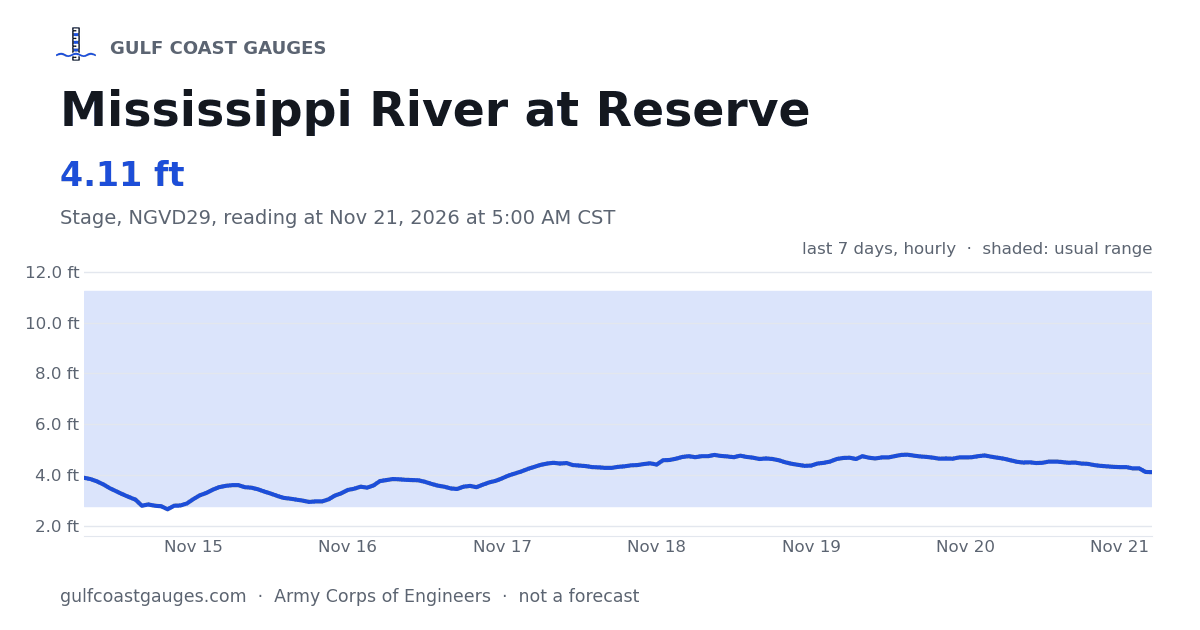 GULF COAST GAUGES
Mississippi River at Reserve
4.11 ft
Stage, NGVD29, reading at Nov 21, 2026 at 5:00 AM CST
last 7 days, hourly · shaded: usual range
12.0 ft
10.0 ft
8.0 ft
6.0 ft
4.0 ft
2.0 ft
Nov 15 Nov 16 Nov 17 Nov 18 Nov 19 Nov 20 Nov 21
gulfcoastgauges.com · Army Corps of Engineers · not a forecast